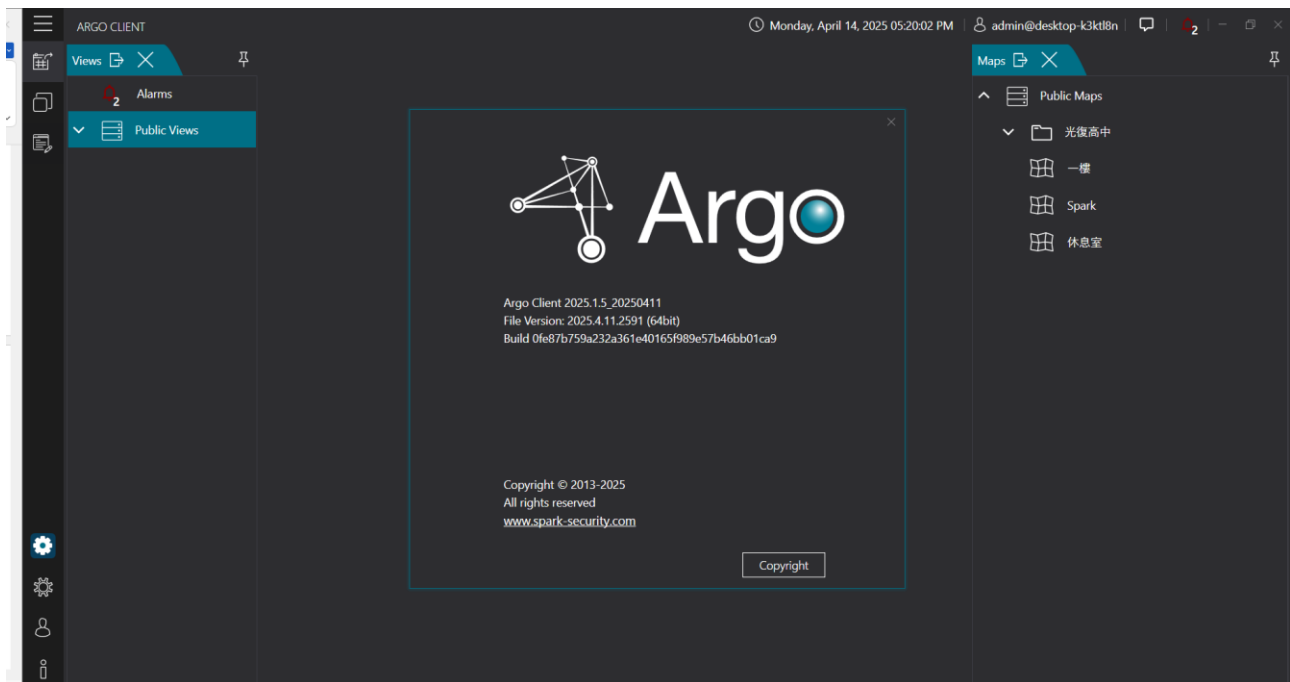 ARGO CLIENT
Monday, April 14, 2025 05:20:02 PM
admin@desktop-k3ktl8n
2
Views
Maps
2
Alarms
Public Views
Public Maps
光復高中
一樓
Spark
休息室
Argo
Argo Client 2025.1.5_20250411
File Version: 2025.4.11.2591 (64bit)
Build 0fe87b759a232a361e40165f989e57b46bb01ca9
Copyright © 2013-2025
All rights reserved
www.spark-security.com
Copyright